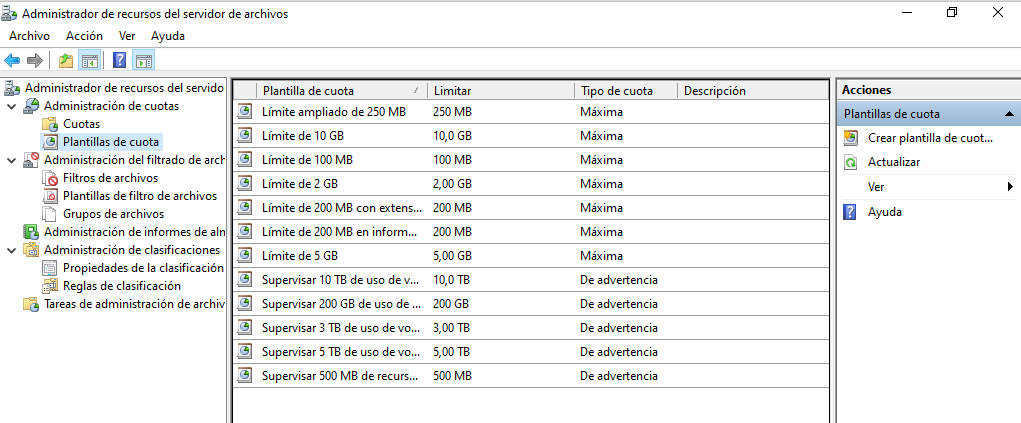 Administrador de recursos del servidor de archivos
Archivo Acción Ver Ayuda
Administrador de recursos del servido
Administración de cuotas
Cuotas
Plantillas de cuota
Administración del filtrado de arch
Filtros de archivos
Plantillas de filtro de archivos
Grupos de archivos
Administración de informes de alm
Administración de clasificaciones
Propiedades de la clasificación
Reglas de clasificación
Tareas de administración de archiv
Plantilla de cuota Limitar Tipo de cuota Descripción
Límite ampliado de 250 MB 250 MB Máxima
Límite de 10 GB 10,0 GB Máxima
Límite de 100 MB 100 MB Máxima
Límite de 2 GB 2,00 GB Máxima
Límite de 200 MB con extens... 200 MB Máxima
Límite de 200 MB en inform... 200 MB Máxima
Límite de 5 GB 5,00 GB Máxima
Supervisar 10 TB de uso de v... 10,0 TB De advertencia
Supervisar 200 GB de uso de ... 200 GB De advertencia
Supervisar 3 TB de uso de vo... 3,00 TB De advertencia
Supervisar 5 TB de uso de vo... 5,00 TB De advertencia
Supervisar 500 MB de recurs... 500 MB De advertencia
Acciones
Plantillas de cuota
Crear plantilla de cuot...
Actualizar
Ver
Ayuda